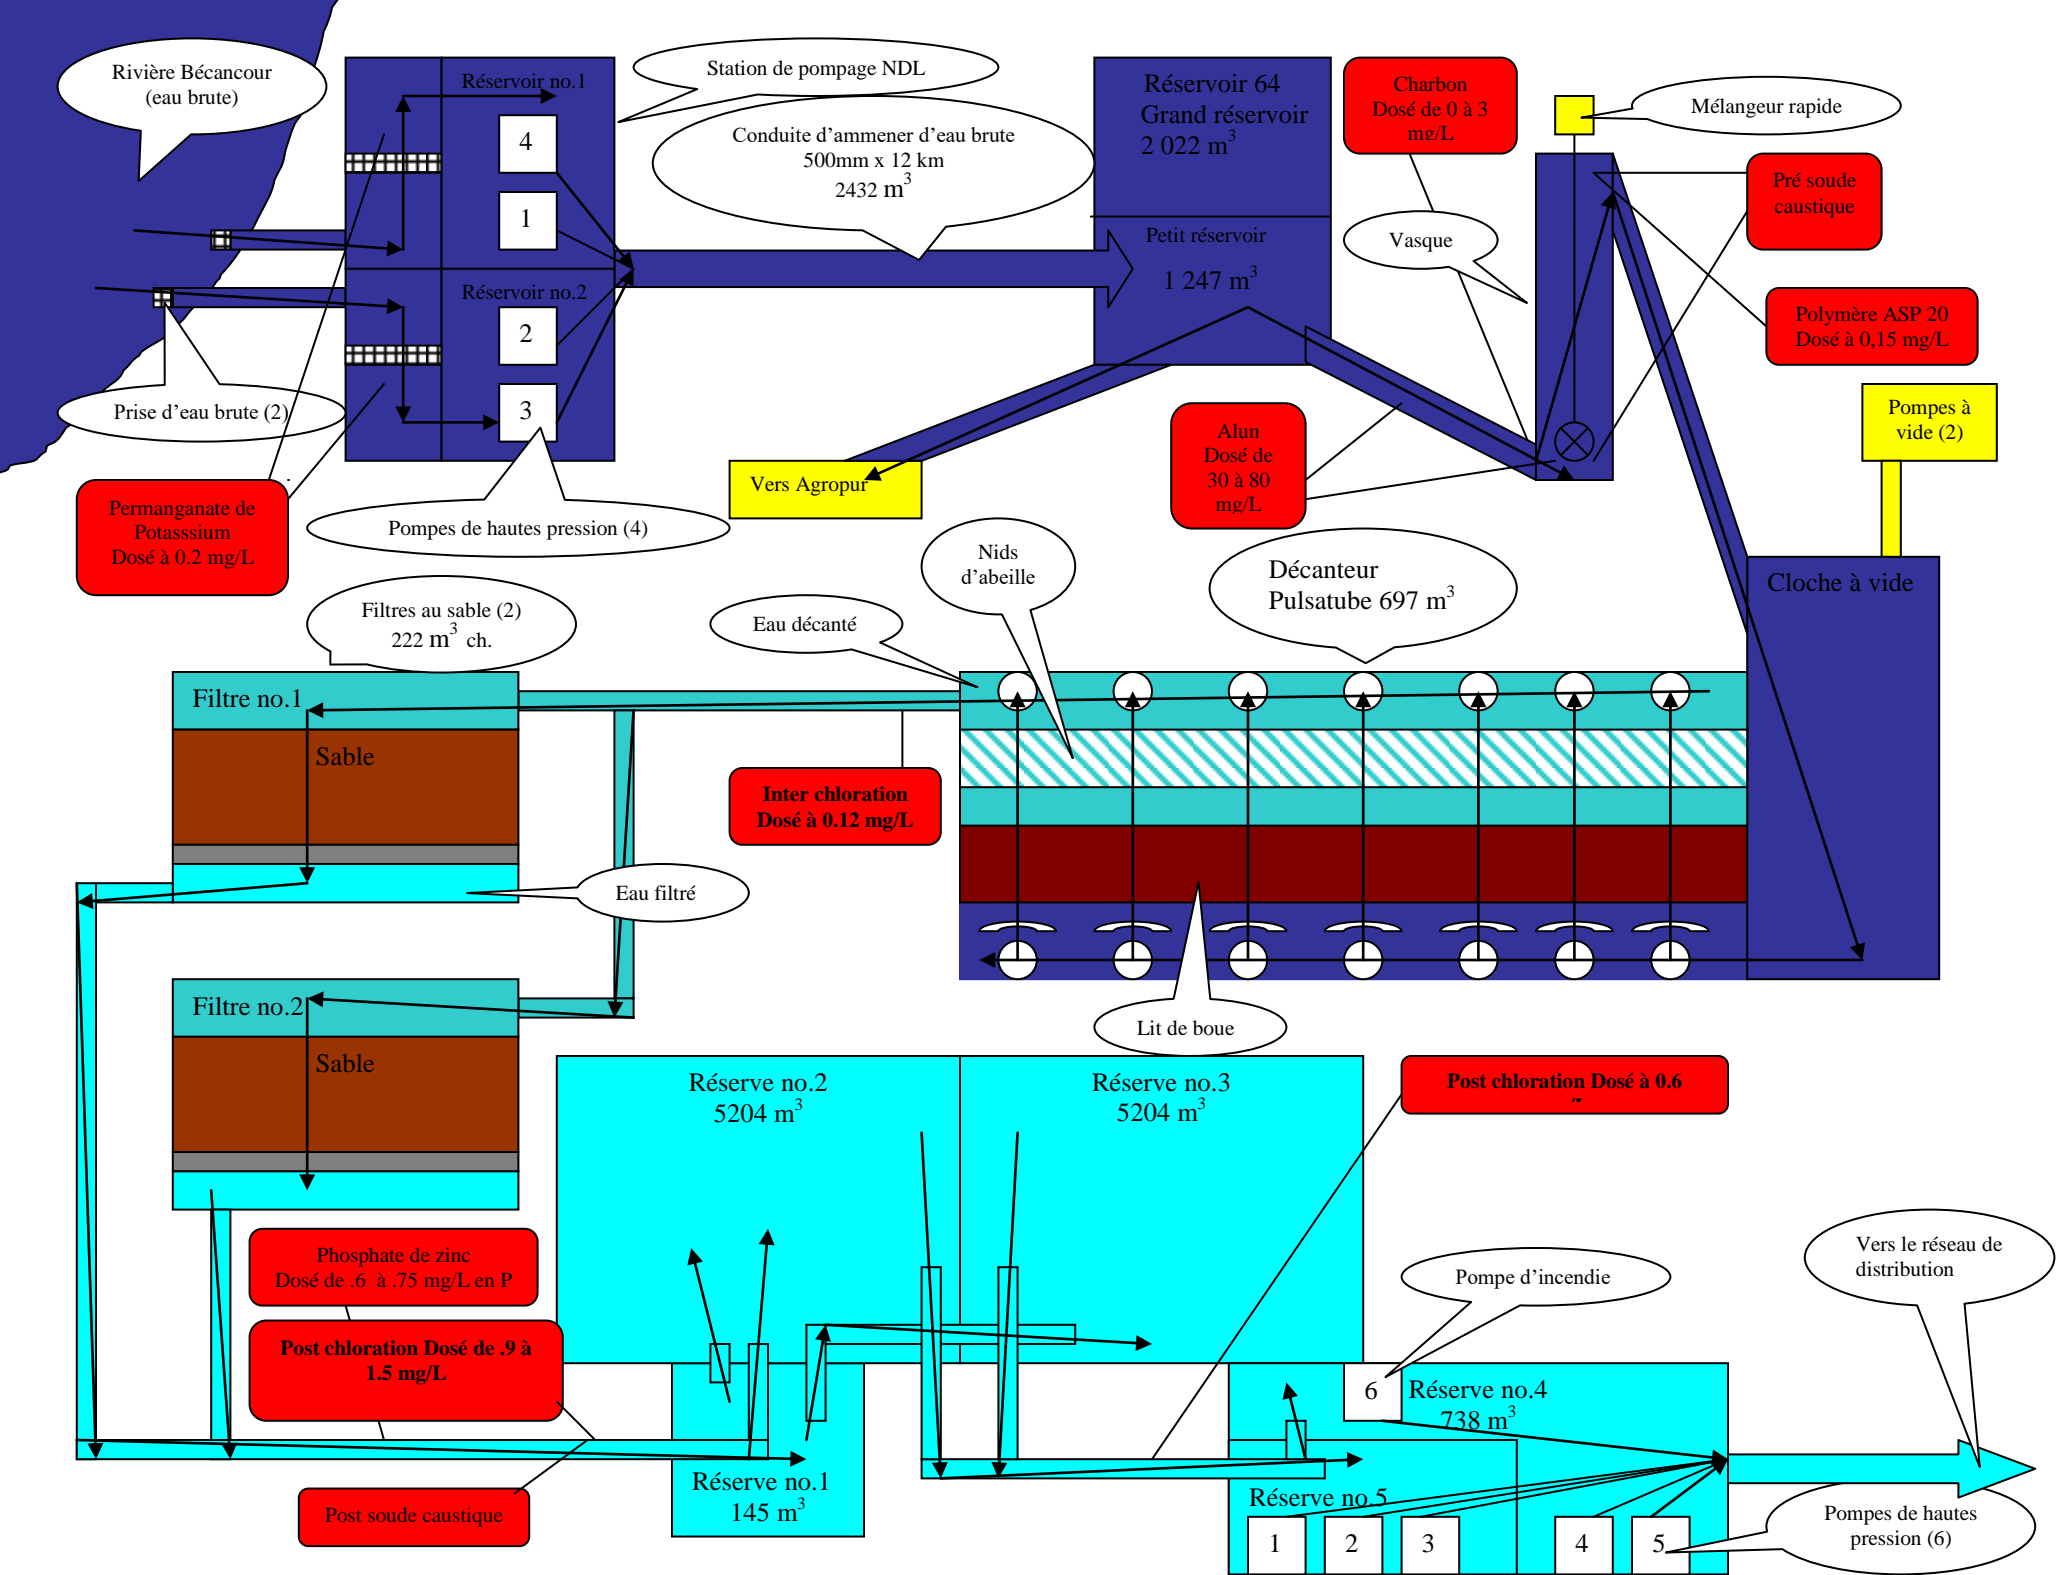 Rivière Bécancour
(eau brute)
Réservoir no.1
4
1
Réservoir no.2
2
3
Station de pompage NDL
Conduite d'ammener d'eau brute
500mm x 12 km
2432 m³
Réservoir 64
Grand réservoir
2 022 m³
Petit réservoir
1 247 m³
Charbon
Dosé de 0 à 3
mg/L
Mélangeur rapide
Vasque
Pré soude
caustique
Polymère ASP 20
Dosé à 0,15 mg/L
Prise d'eau brute (2)
Permanganate de
Potasssium
Dosé à 0.2 mg/L
Pompes de hautes pression (4)
Vers Agropur
Alun
Dosé de
30 à 80
mg/L
Pompes à
vide (2)
Cloche à vide
Nids
d'abeille
Décanteur
Pulsatube 697 m³
Filtres au sable (2)
222 m³ ch.
Eau décanté
Filtre no.1
Sable
Inter chloration
Dosé à 0.12 mg/L
Eau filtré
Filtre no.2
Sable
Lit de boue
Réserve no.2
5204 m³
Réserve no.3
5204 m³
Post chloration Dosé à 0.6
Phosphate de zinc
Dosé de .6 à .75 mg/L en P
Post chloration Dosé de .9 à
1.5 mg/L
Post soude caustique
Réserve no.1
145 m³
Pompe d'incendie
6
Réserve no.4
738 m³
Réserve no.5
1
2
3
4
5
Vers le réseau de
distribution
Pompes de hautes
pression (6)